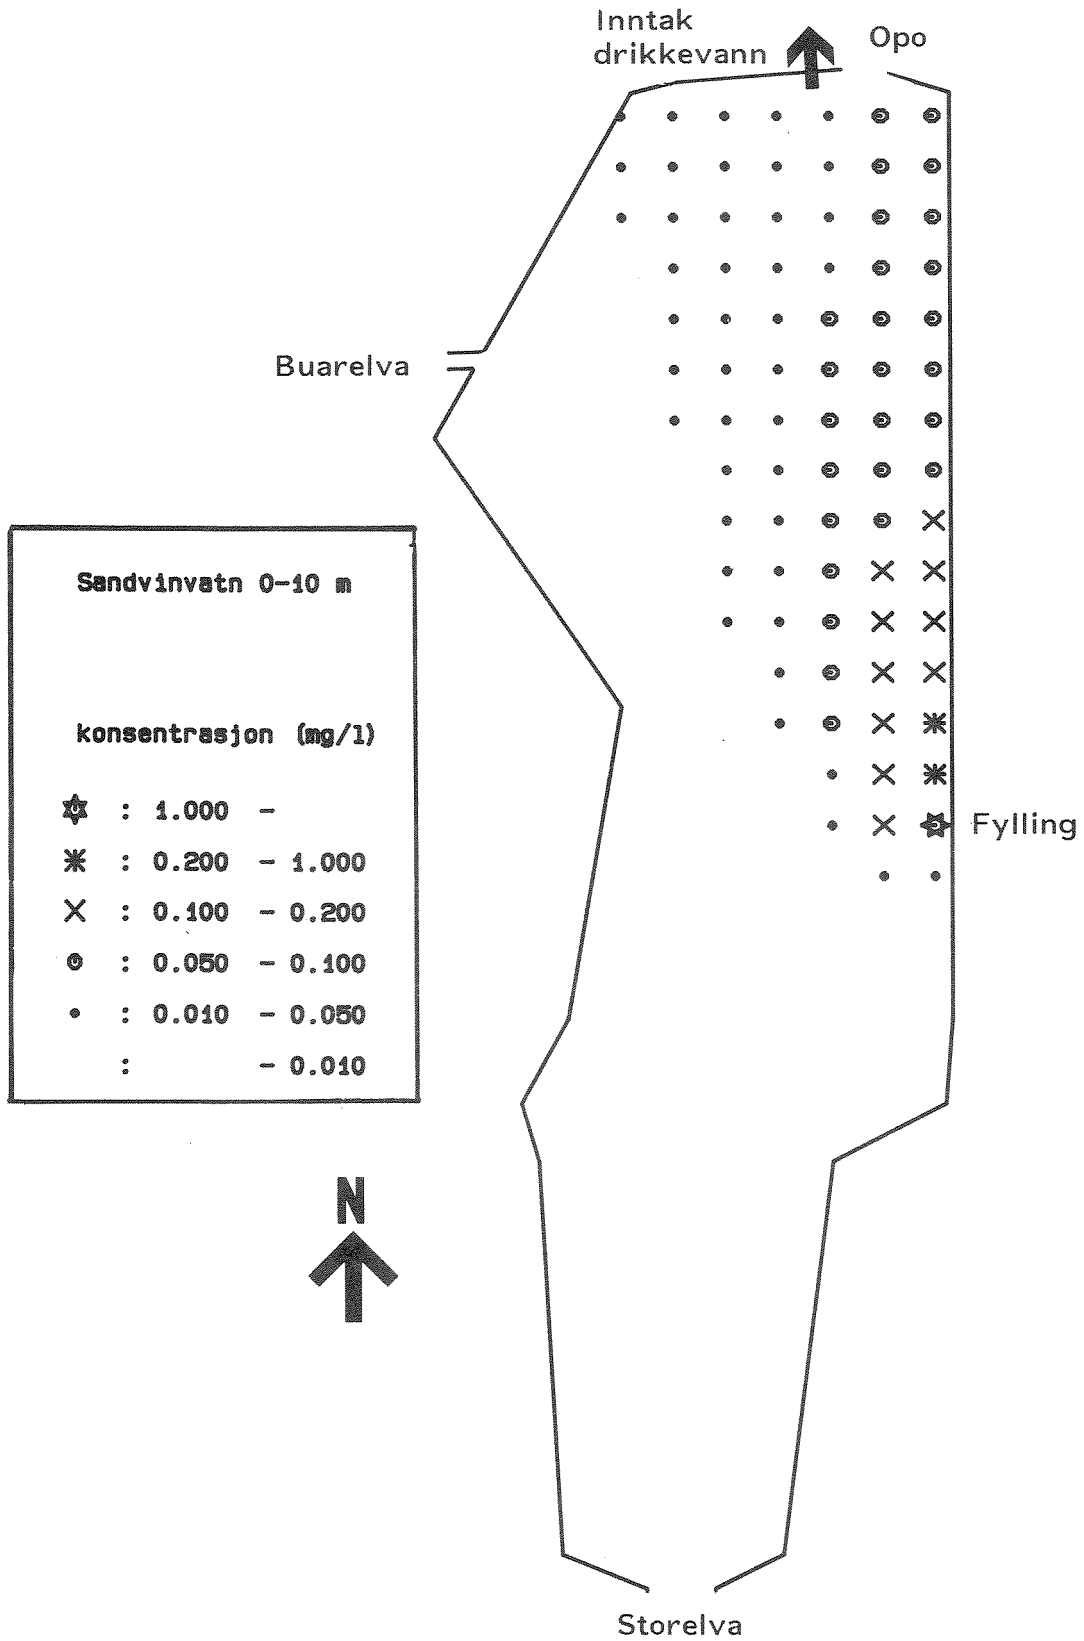 Inntak
drikkevann
Opo
Buarelva
Sandvinvatn 0-10 m
konsentrasjon (mg/l)
: 1.000 -
: 0.200 - 1.000
: 0.100 - 0.200
: 0.050 - 0.100
: 0.010 - 0.050
: - 0.010
Fylling
N
Storelva